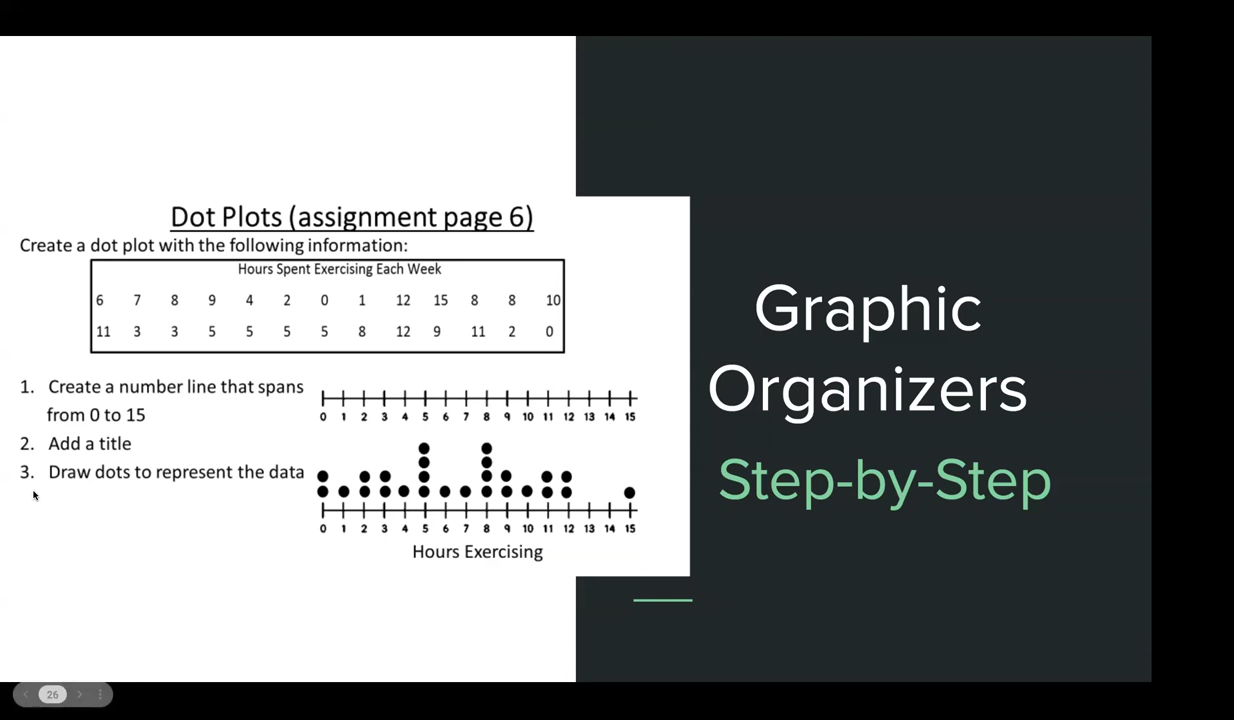 Dot Plots (assignment page 6)
Create a dot plot with the following information:
Hours Spent Exercising Each Week
6 7 8 9 4 2 0 1 12 15 8 8 10
11 3 3 5 5 5 5 8 12 9 11 2 0
1. Create a number line that spans
from 0 to 15
2. Add a title
3. Draw dots to represent the data
0 1 2 3 4 5 6 7 8 9 10 11 12 13 14 15
0 1 2 3 4 5 6 7 8 9 10 11 12 13 14 15
Hours Exercising
Graphic
Organizers
Step-by-Step
26